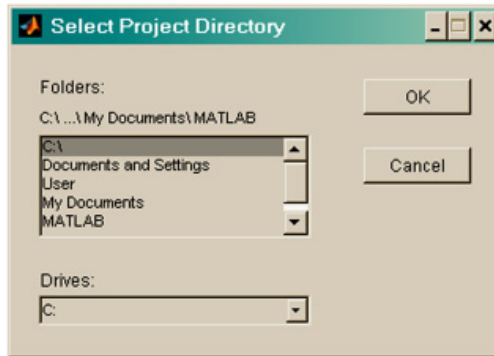 Select Project Directory
Folders:
C:\ ...\ My Documents\ MATLAB
C:\
Documents and Settings
User
My Documents
MATLAB
OK
Cancel
Drives:
C: